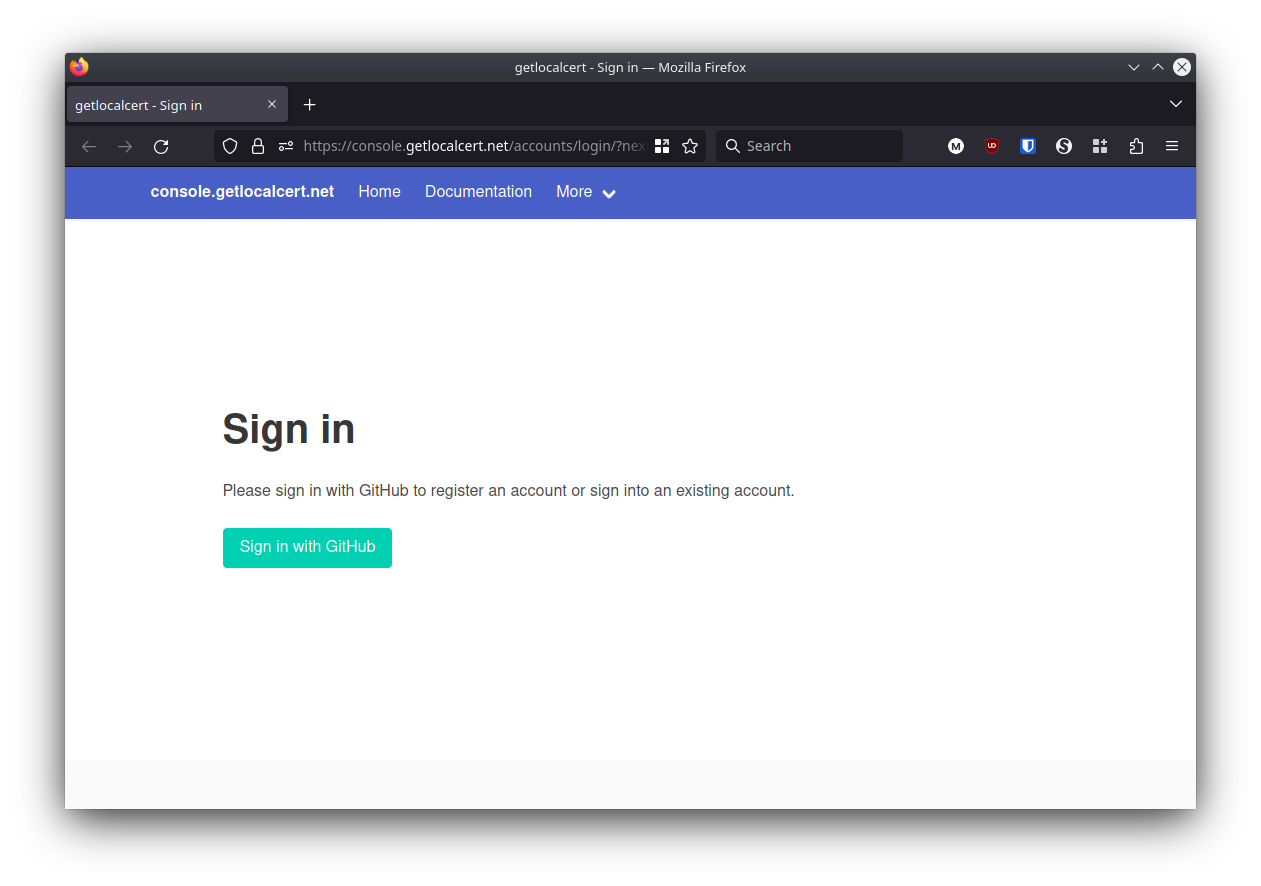 getlocalcert - Sign in — Mozilla Firefox
getlocalcert - Sign in
https://console.getlocalcert.net/accounts/login/?nex
Search
console.getlocalcert.net Home Documentation More
Sign in
Please sign in with GitHub to register an account or sign into an existing account.
Sign in with GitHub